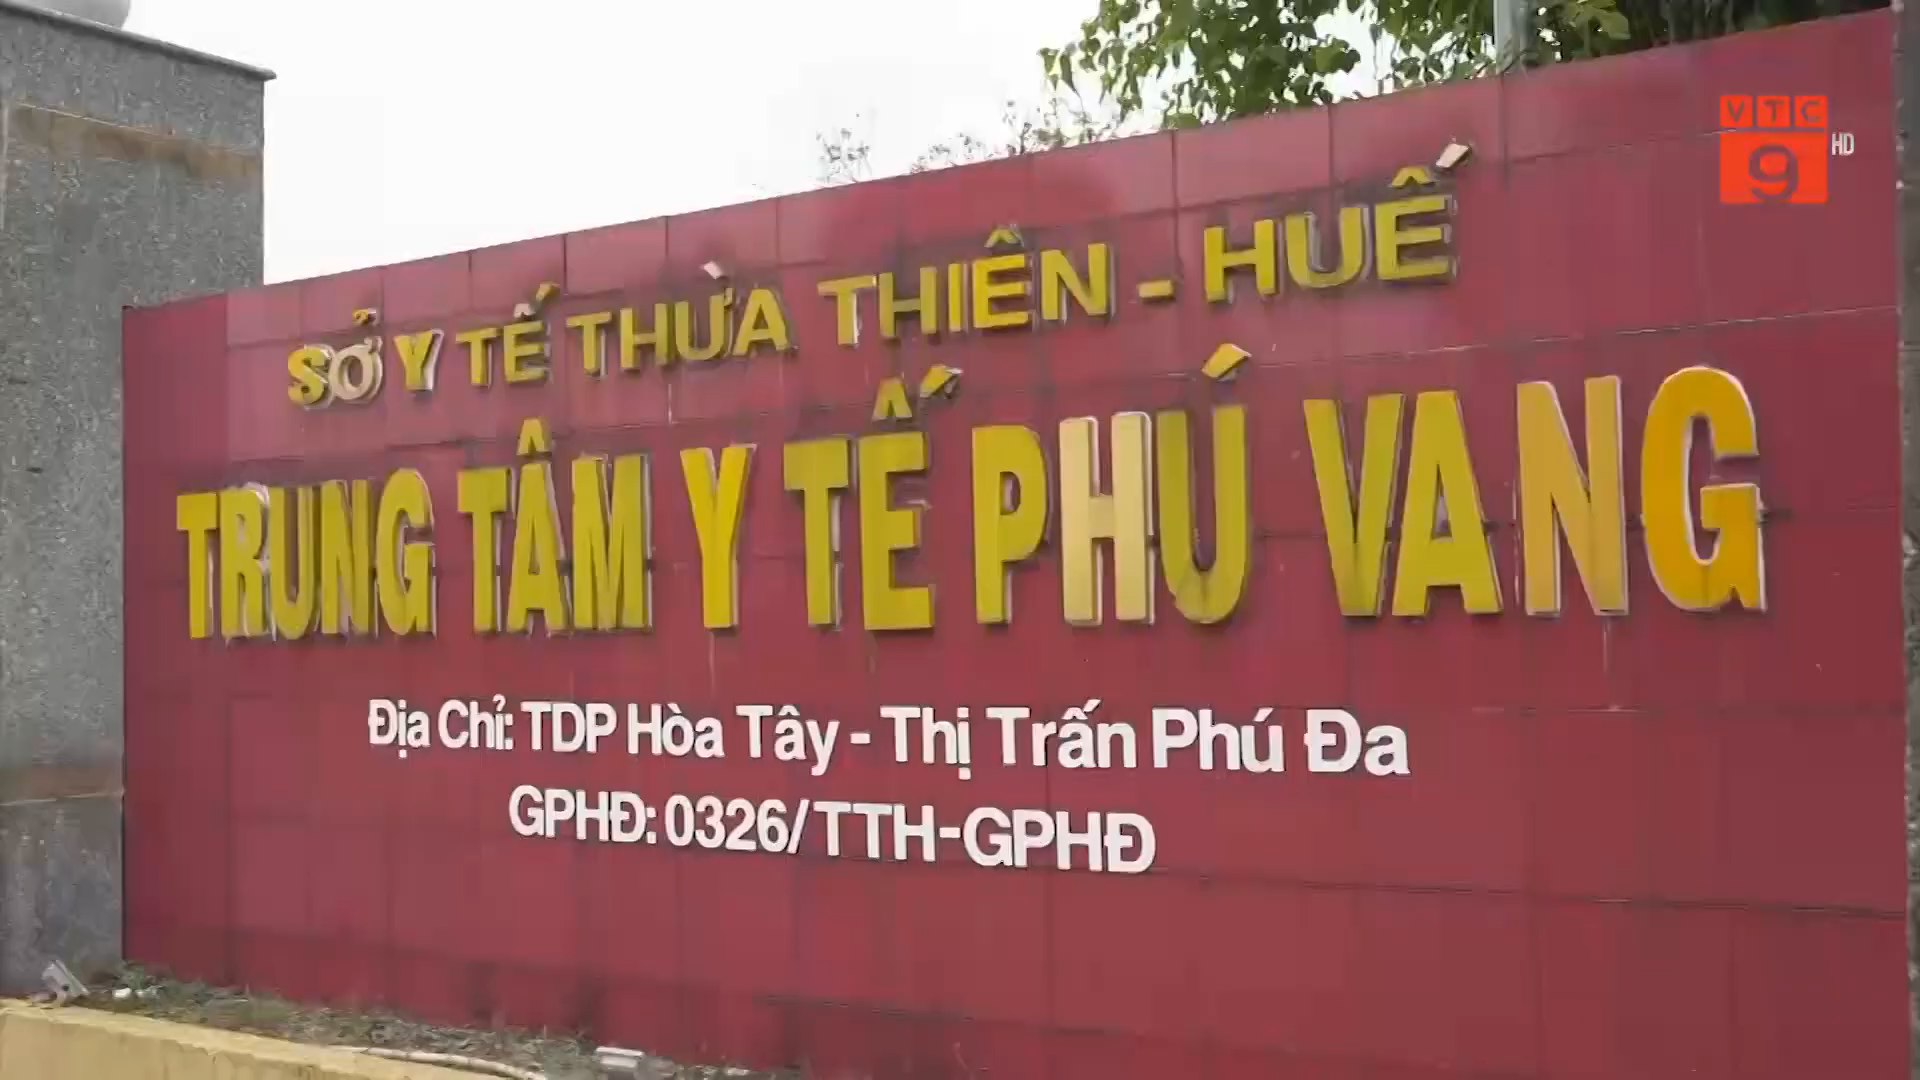 VTC
9 HD
SỞ Y TẾ THỪA THIÊN - HUẾ
TRUNG TÂM Y TẾ PHÚ VANG
Địa Chỉ: TDP Hòa Tây - Thị Trấn Phú Đa
GPHĐ: 0326/TTH-GPHĐ